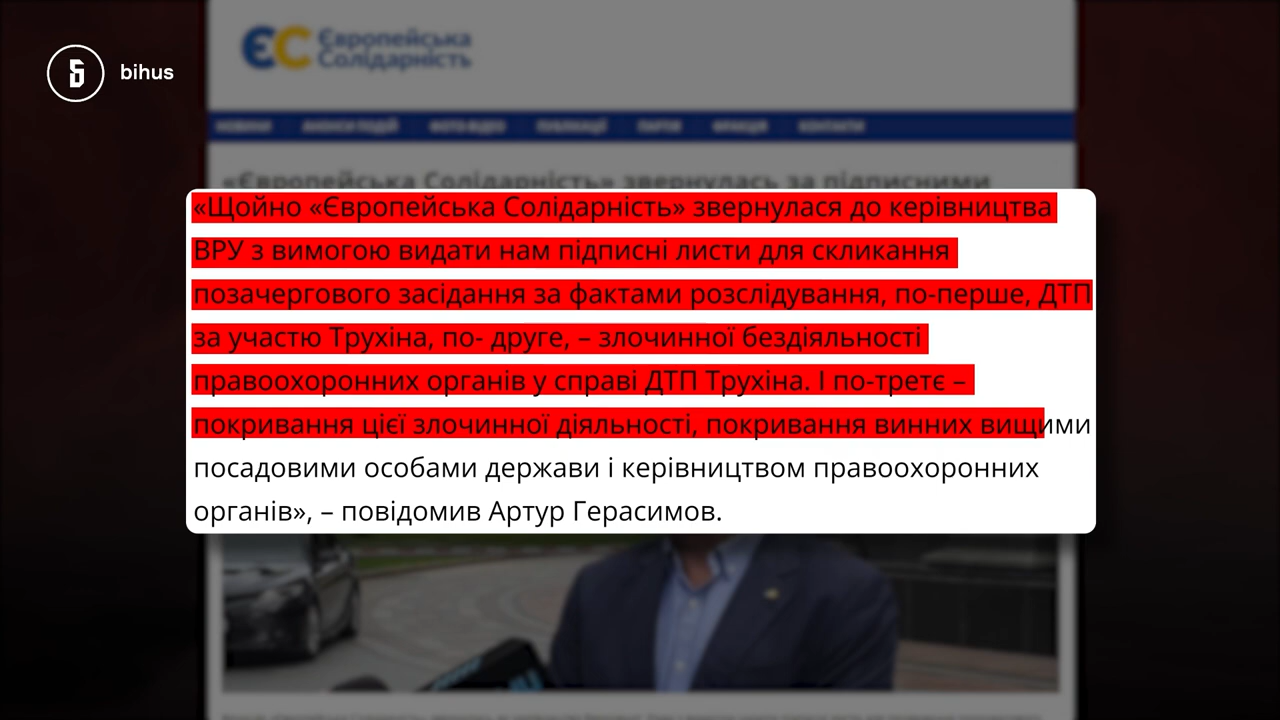 bihus
ЄС Європейська
Солідарність
НОВИНИ АНОНСИ ПОДІЙ ФОТО-ВІДЕО ПУБЛІКАЦІЇ ПАРТІЯ ФРАКЦІЯ КОНТАКТИ
«Європейська Солідарність» звернулась за підписними
«Щойно «Європейська Солідарність» звернулася до керівництва
ВРУ з вимогою видати нам підписні листи для скликання
позачергового засідання за фактами розслідування, по-перше, ДТП
за участю Трухіна, по- друге, – злочинної бездіяльності
правоохоронних органів у справі ДТП Трухіна. І по-третє –
покривання цієї злочинної діяльності, покривання винних вищими
посадовими особами держави і керівництвом правоохоронних
органів», – повідомив Артур Герасимов.